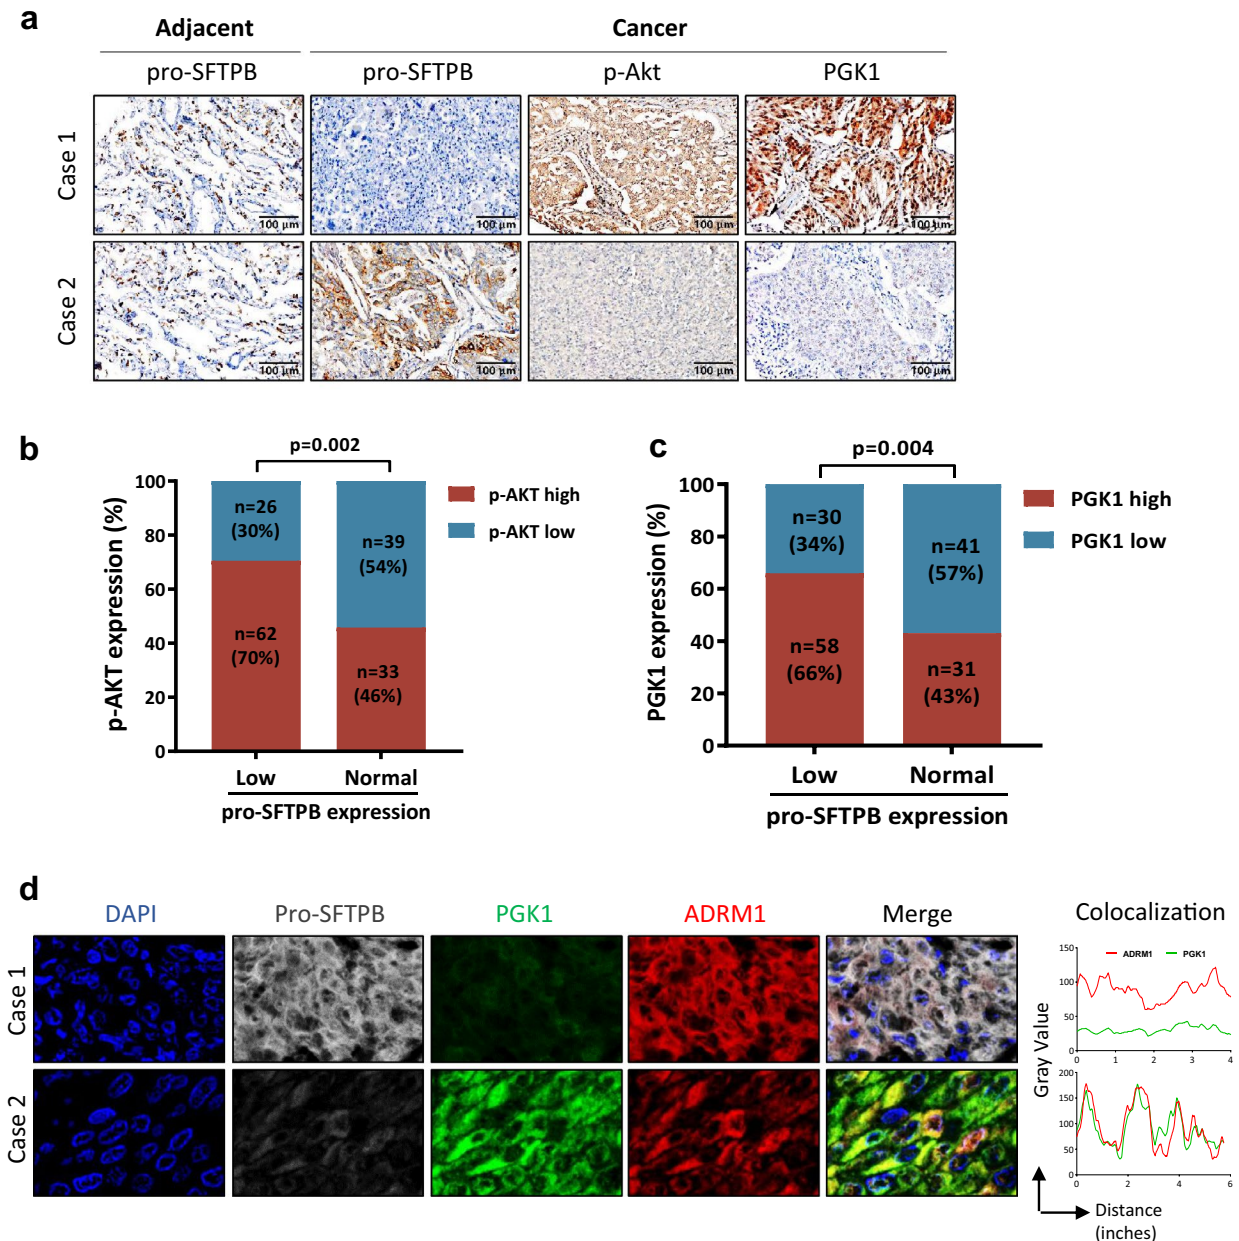 a
Adjacent Cancer
pro-SFTPB pro-SFTPB p-Akt PGK1
Case 1
100 μm 100 μm 100 μm 100 μm
Case 2
100 μm 100 μm 100 μm 100 μm
b
p=0.002
p-AKT expression (%)
100
80
60
40
20
0
n=26
(30%)
n=39
(54%)
n=62
(70%)
n=33
(46%)
p-AKT high
p-AKT low
Low Normal
pro-SFTPB expression
c
p=0.004
PGK1 expression (%)
100
80
60
40
20
0
n=30
(34%)
n=41
(57%)
n=58
(66%)
n=31
(43%)
PGK1 high
PGK1 low
Low Normal
pro-SFTPB expression
d
DAPI Pro-SFTPB PGK1 ADRM1 Merge Colocalization
Case 1
Case 2
Gray Value
150
100
50
0
ADRM1 PGK1
0 1 2 3 4
200
150
100
50
0
0 2 4 6
Distance
(inches)